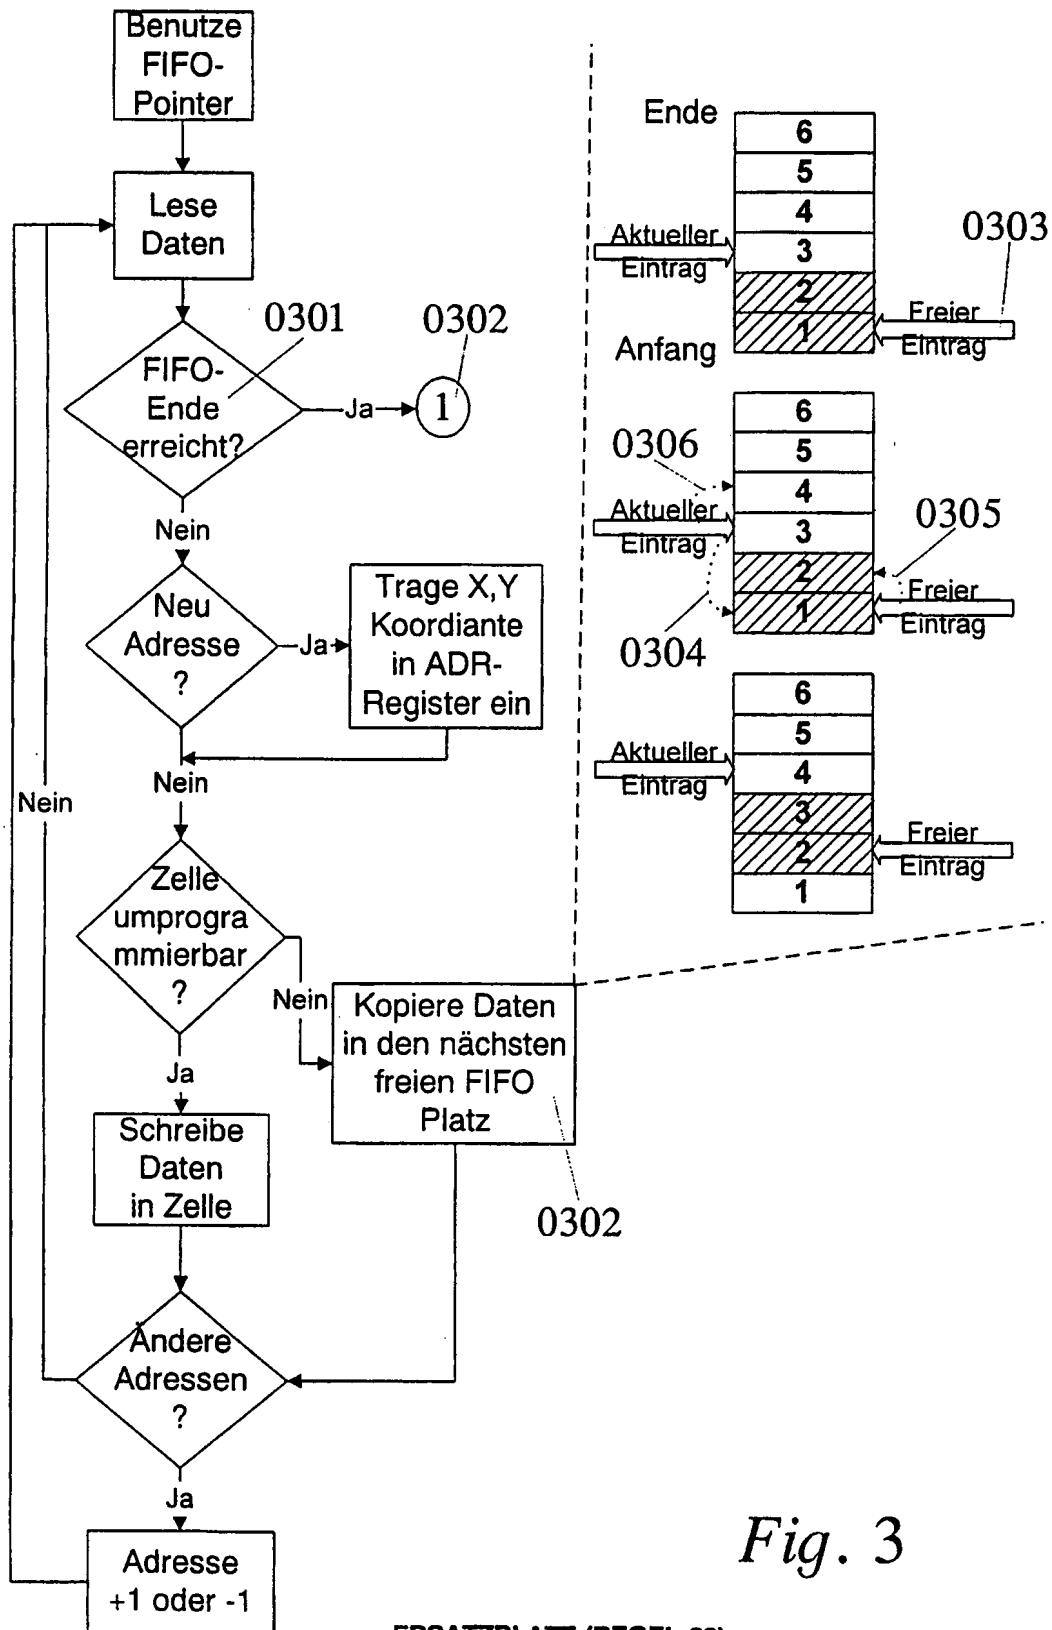 Benutze
FIFO-
Pointer
Lese
Daten
0301
0302
FIFO-
Ende
erreicht?
Ja
1
Nein
Neu
Adresse
?
Ja
Trage X,Y
Koordiante
in ADR-
Register ein
Nein
Nein
Zelle
umprogra
mmierbar
?
Nein
Kopiere Daten
in den nächsten
freien FIFO
Platz
0302
Ja
Schreibe
Daten
in Zelle
Ändere
Adressen
?
Ja
Adresse
+1 oder -1
Ende
6
5
4
3
2
1
Aktueller
Eintrag
0303
Freier
Eintrag
Anfang
6
5
4
3
2
1
0306
Aktueller
Eintrag
0304
0305
Freier
Eintrag
6
5
4
3
2
1
Aktueller
Eintrag
Freier
Eintrag
Fig. 3